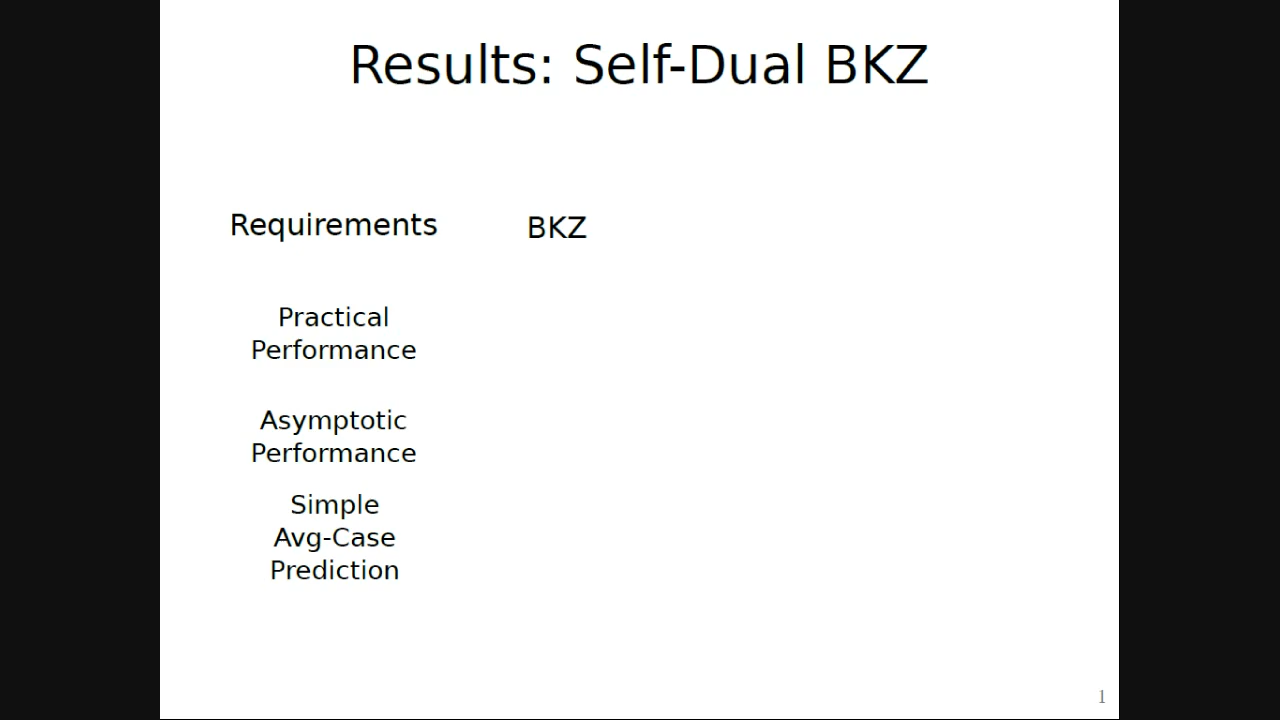 Results: Self-Dual BKZ
Requirements
BKZ
Practical
Performance
Asymptotic
Performance
Simple
Avg-Case
Prediction
1